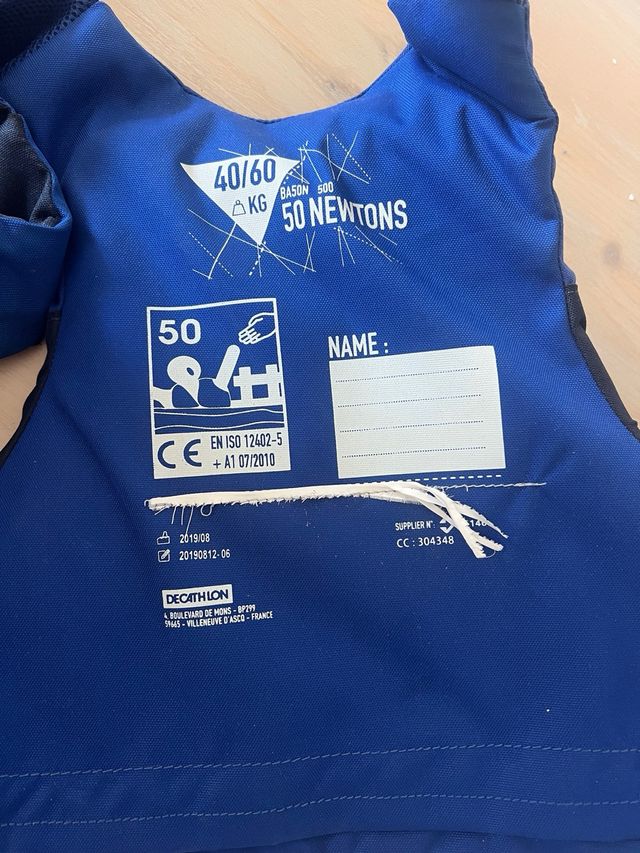 40/60
KG
BA50N 500
50 NEWTONS
50
NAME :
CE
EN ISO 12402-5
+ A1 07/2010
SUPPLIER N°:
CC : 304348
2019/08
20190812-06
DECATHLON
4, BOULEVARD DE MONS - BP299
59665 - VILLENEUVE D'ASCQ - FRANCE